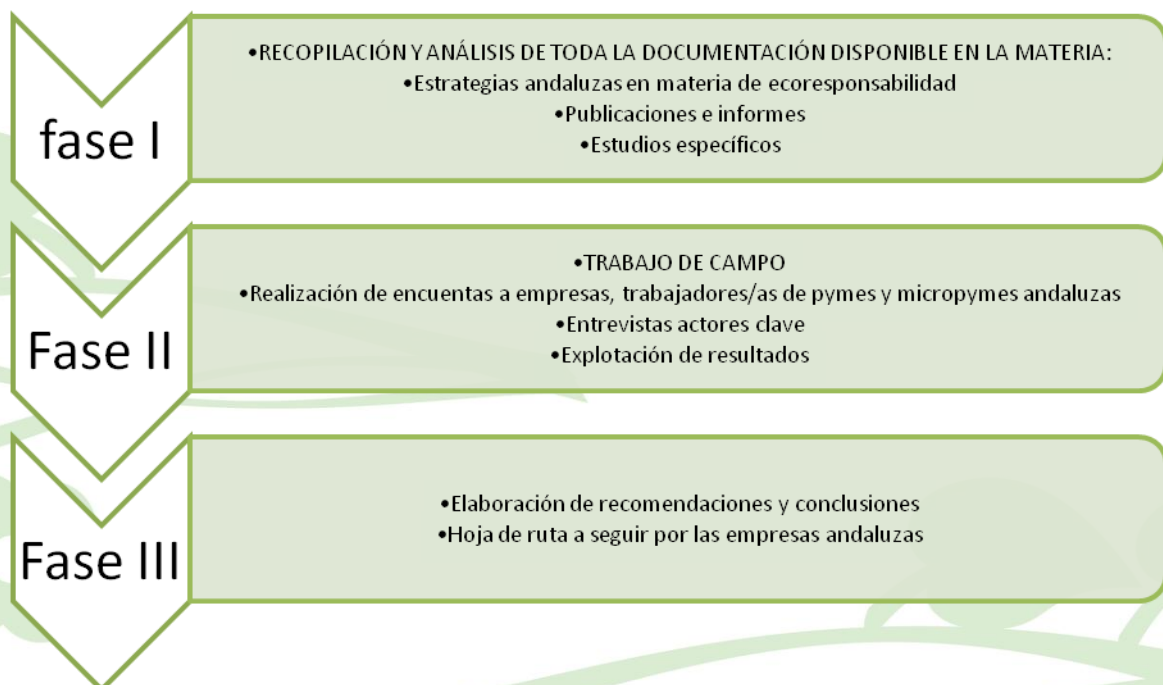 fase I
•RECOPILACIÓN Y ANÁLISIS DE TODA LA DOCUMENTACIÓN DISPONIBLE EN LA MATERIA:
•Estrategias andaluzas en materia de ecoresponsabilidad
•Publicaciones e informes
•Estudios específicos
Fase II
•TRABAJO DE CAMPO
•Realización de encuentas a empresas, trabajadores/as de pymes y micropymes andaluzas
•Entrevistas actores clave
•Explotación de resultados
Fase III
•Elaboración de recomendaciones y conclusiones
•Hoja de ruta a seguir por las empresas andaluzas